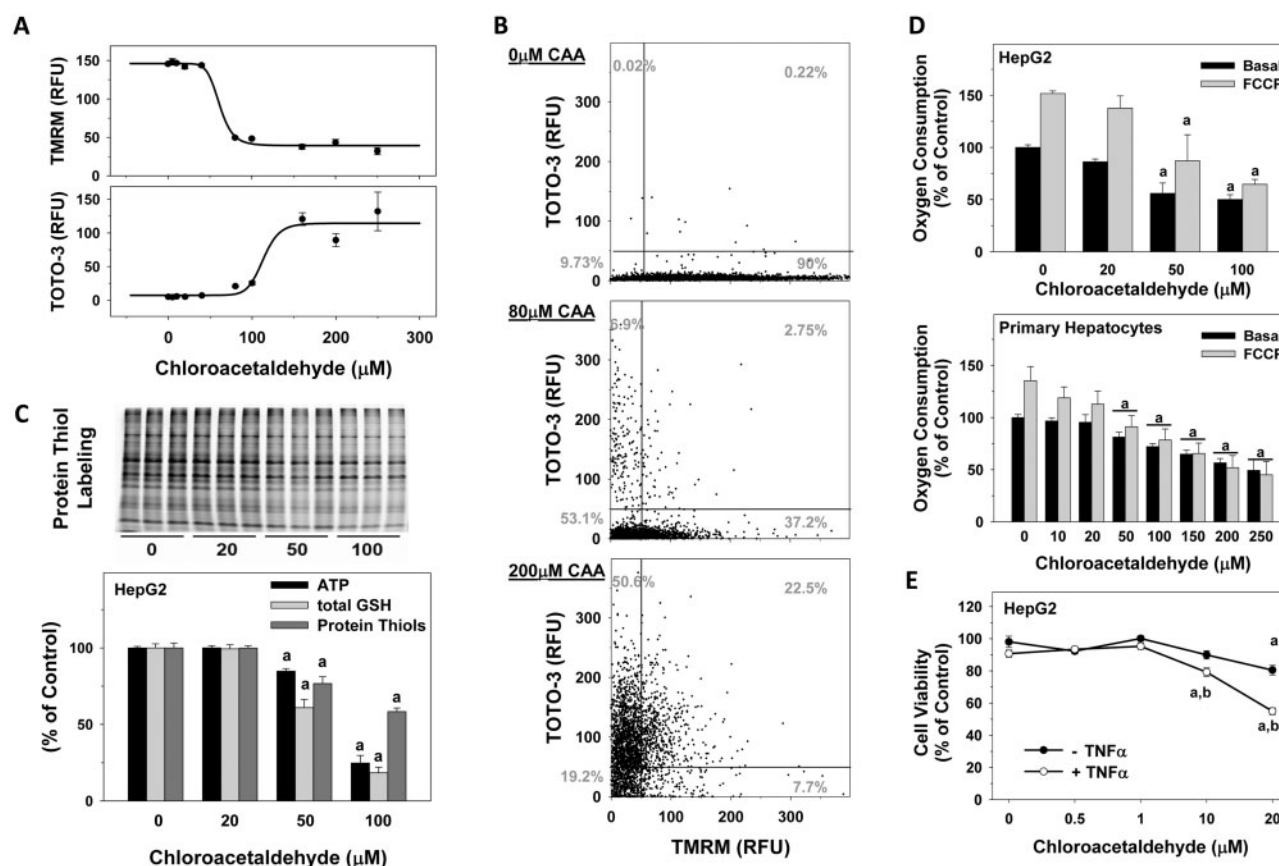 A
TMRM (RFU)
150
100
50
0
TOTO-3 (RFU)
150
100
50
0
0
100
200
300
Chloroacetaldehyde (μM)
B
0μM CAA
0.02%
0.22%
TOTO-3 (RFU)
300
200
100
0
9.73%
90%
80μM CAA
6.9%
2.75%
TOTO-3 (RFU)
300
200
100
0
53.1%
37.2%
200μM CAA
50.6%
22.5%
TOTO-3 (RFU)
300
200
100
0
19.2%
7.7%
0
100
200
300
TMRM (RFU)
C
Protein Thiol
Labeling
0
20
50
100
HepG2
ATP
total GSH
Protein Thiols
(% of Control)
100
50
0
a
a
a
a
a
a
0
20
50
100
Chloroacetaldehyde (μM)
D
HepG2
Basal
FCCP
Oxygen Consumption
(% of Control)
150
100
50
0
a
a
a
a
0
20
50
100
Chloroacetaldehyde (μM)
Primary Hepatocytes
Basal
FCCP
Oxygen Consumption
(% of Control)
150
100
50
0
a
a
a
a
a
0
10
20
50
100
150
200
250
Chloroacetaldehyde (μM)
E
HepG2
Cell Viability
(% of Control)
120
100
80
60
40
20
0
a
a,b
a,b
- TNFα
+ TNFα
0
0.5
1
10
20
Chloroacetaldehyde (μM)